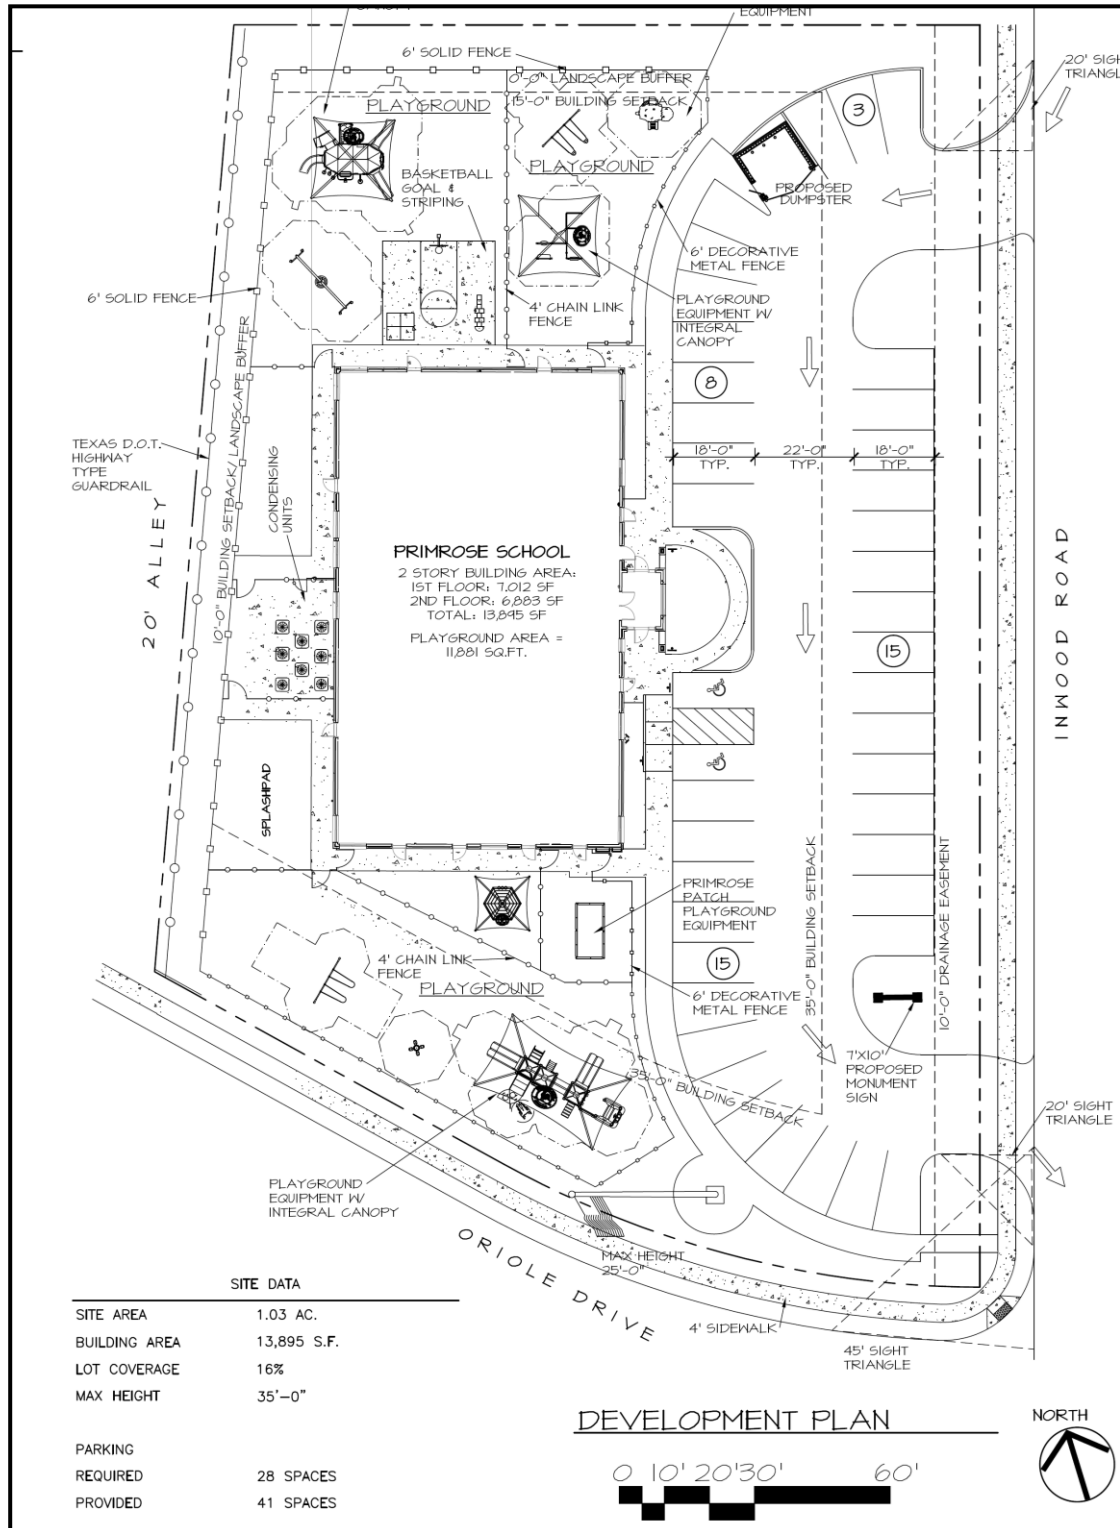 EQUIPMENT
6' SOLID FENCE
0'-0" LANDSCAPE BUFFER
15'-0" BUILDING SETBACK
20' SIGHT
TRIANGLE
PLAYGROUND
3
PLAYGROUND
BASKETBALL
GOAL &
STRIPING
PROPOSED
DUMPSTER
6' DECORATIVE
METAL FENCE
6' SOLID FENCE
4' CHAIN LINK
FENCE
PLAYGROUND
EQUIPMENT W/
INTEGRAL
CANOPY
8
TEXAS D.O.T.
HIGHWAY
TYPE
GUARDRAIL
10'-0" BUILDING SETBACK/ LANDSCAPE BUFFER
18'-0"
TYP.
22'-0"
TYP.
18'-0"
TYP.
CONDENSING
UNITS
20' ALLEY
PRIMROSE SCHOOL
2 STORY BUILDING AREA:
1ST FLOOR: 7,012 SF
2ND FLOOR: 6,883 SF
TOTAL: 13,895 SF
PLAYGROUND AREA =
11,881 SQ.FT.
INWOOD ROAD
15
SPLASHPAD
35'-0" BUILDING SETBACK
10'-0" DRAINAGE EASEMENT
PRIMROSE
PATCH
PLAYGROUND
EQUIPMENT
4' CHAIN LINK
FENCE
15
PLAYGROUND
6' DECORATIVE
METAL FENCE
7'X10'
PROPOSED
MONUMENT
SIGN
35'-0" BUILDING SETBACK
20' SIGHT
TRIANGLE
PLAYGROUND
EQUIPMENT W/
INTEGRAL CANOPY
ORIOLE DRIVE
MAX HEIGHT
25'-0"
4' SIDEWALK
45' SIGHT
TRIANGLE
SITE DATA
SITE AREA 1.03 AC.
BUILDING AREA 13,895 S.F.
LOT COVERAGE 16%
MAX HEIGHT 35'-0"
PARKING
REQUIRED 28 SPACES
PROVIDED 41 SPACES
DEVELOPMENT PLAN
0 10' 20' 30' 60'
NORTH